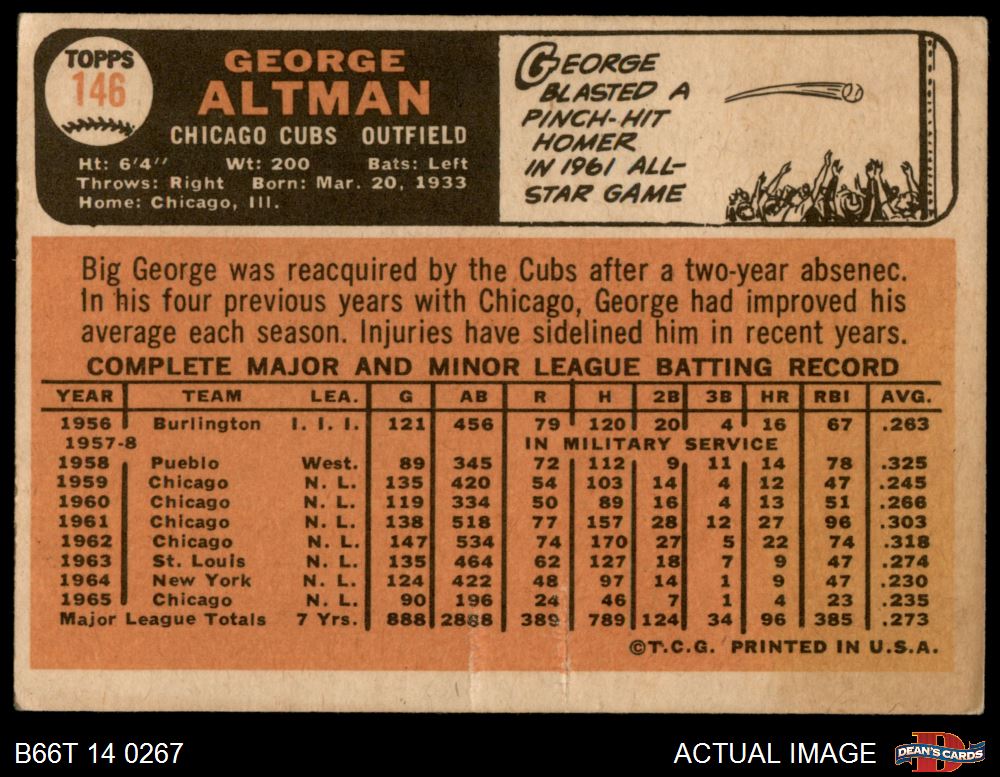 TOPPS
146
GEORGE
ALTMAN
CHICAGO CUBS OUTFIELD
Ht: 6'4" Wt: 200 Bats: Left
Throws: Right Born: Mar. 20, 1933
Home: Chicago, Ill.
GEORGE
BLASTED A
PINCH-HIT
HOMER
IN 1961 ALL-
STAR GAME
Big George was reacquired by the Cubs after a two-year absenec.
In his four previous years with Chicago, George had improved his
average each season. Injuries have sidelined him in recent years.
COMPLETE MAJOR AND MINOR LEAGUE BATTING RECORD
YEAR TEAM LEA. G AB R H 2B 3B HR RBI AVG.
1956 Burlington I. I. I. 121 456 79 120 20 4 16 67 .263
1957-8 IN MILITARY SERVICE
1958 Pueblo West. 89 345 72 112 9 11 14 78 .325
1959 Chicago N. L. 135 420 54 103 14 4 12 47 .245
1960 Chicago N. L. 119 334 50 89 16 4 13 51 .266
1961 Chicago N. L. 138 518 77 157 28 12 27 96 .303
1962 Chicago N. L. 147 534 74 170 27 5 22 74 .318
1963 St. Louis N. L. 135 464 62 127 18 7 9 47 .274
1964 New York N. L. 124 422 48 97 14 1 9 47 .230
1965 Chicago N. L. 90 196 24 46 7 1 4 23 .235
Major League Totals 7 Yrs. 888 2888 389 789 124 34 96 385 .273
©T.C.G. PRINTED IN U.S.A.
B66T 14 0267
ACTUAL IMAGE
D
DEAN'S CARDS